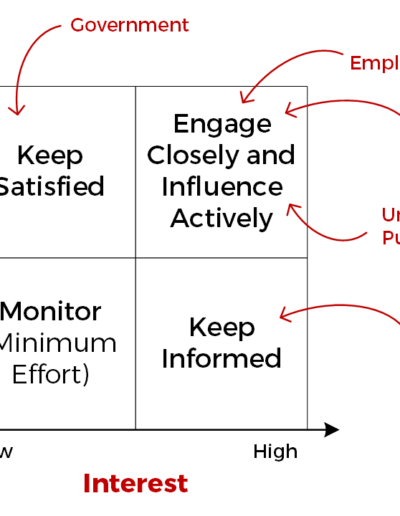 Government
Empl
Engage
Closely and
Influence
Actively
Keep
Satisfied
Un
Pu
Monitor
Minimum
Effort)
Keep
Informed
w
High
Interest